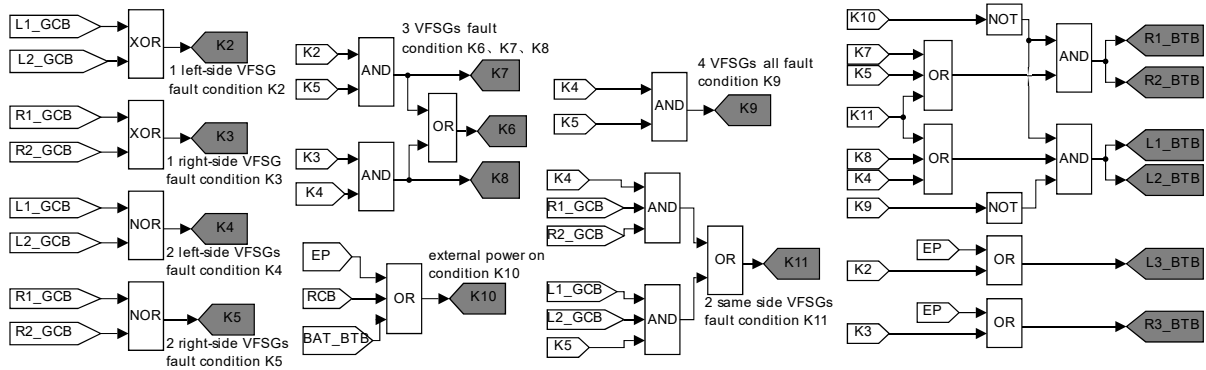 L1_GCB
L2_GCB
XOR
K2
1 left-side VFSG
fault condition K2
R1_GCB
R2_GCB
XOR
K3
1 right-side VFSG
fault condition K3
L1_GCB
L2_GCB
NOR
K4
2 left-side VFSGs
fault condition K4
R1_GCB
R2_GCB
NOR
K5
2 right-side VFSGs
fault condition K5
3 VFSGs fault
condition K6、K7、K8
K2
K5
AND
K7
OR
K6
K3
K4
AND
K8
EP
RCB
BAT_BTB
OR
external power on
condition K10
K10
4 VFSGs all fault
condition K9
K4
K5
AND
K9
K4
R1_GCB
R2_GCB
AND
L1_GCB
L2_GCB
K5
AND
OR
K11
2 same side VFSGs
fault condition K11
K10
NOT
K7
K5
OR
K11
AND
R1_BTB
R2_BTB
K8
K4
OR
K9
NOT
AND
L1_BTB
L2_BTB
EP
K2
OR
L3_BTB
EP
K3
OR
R3_BTB